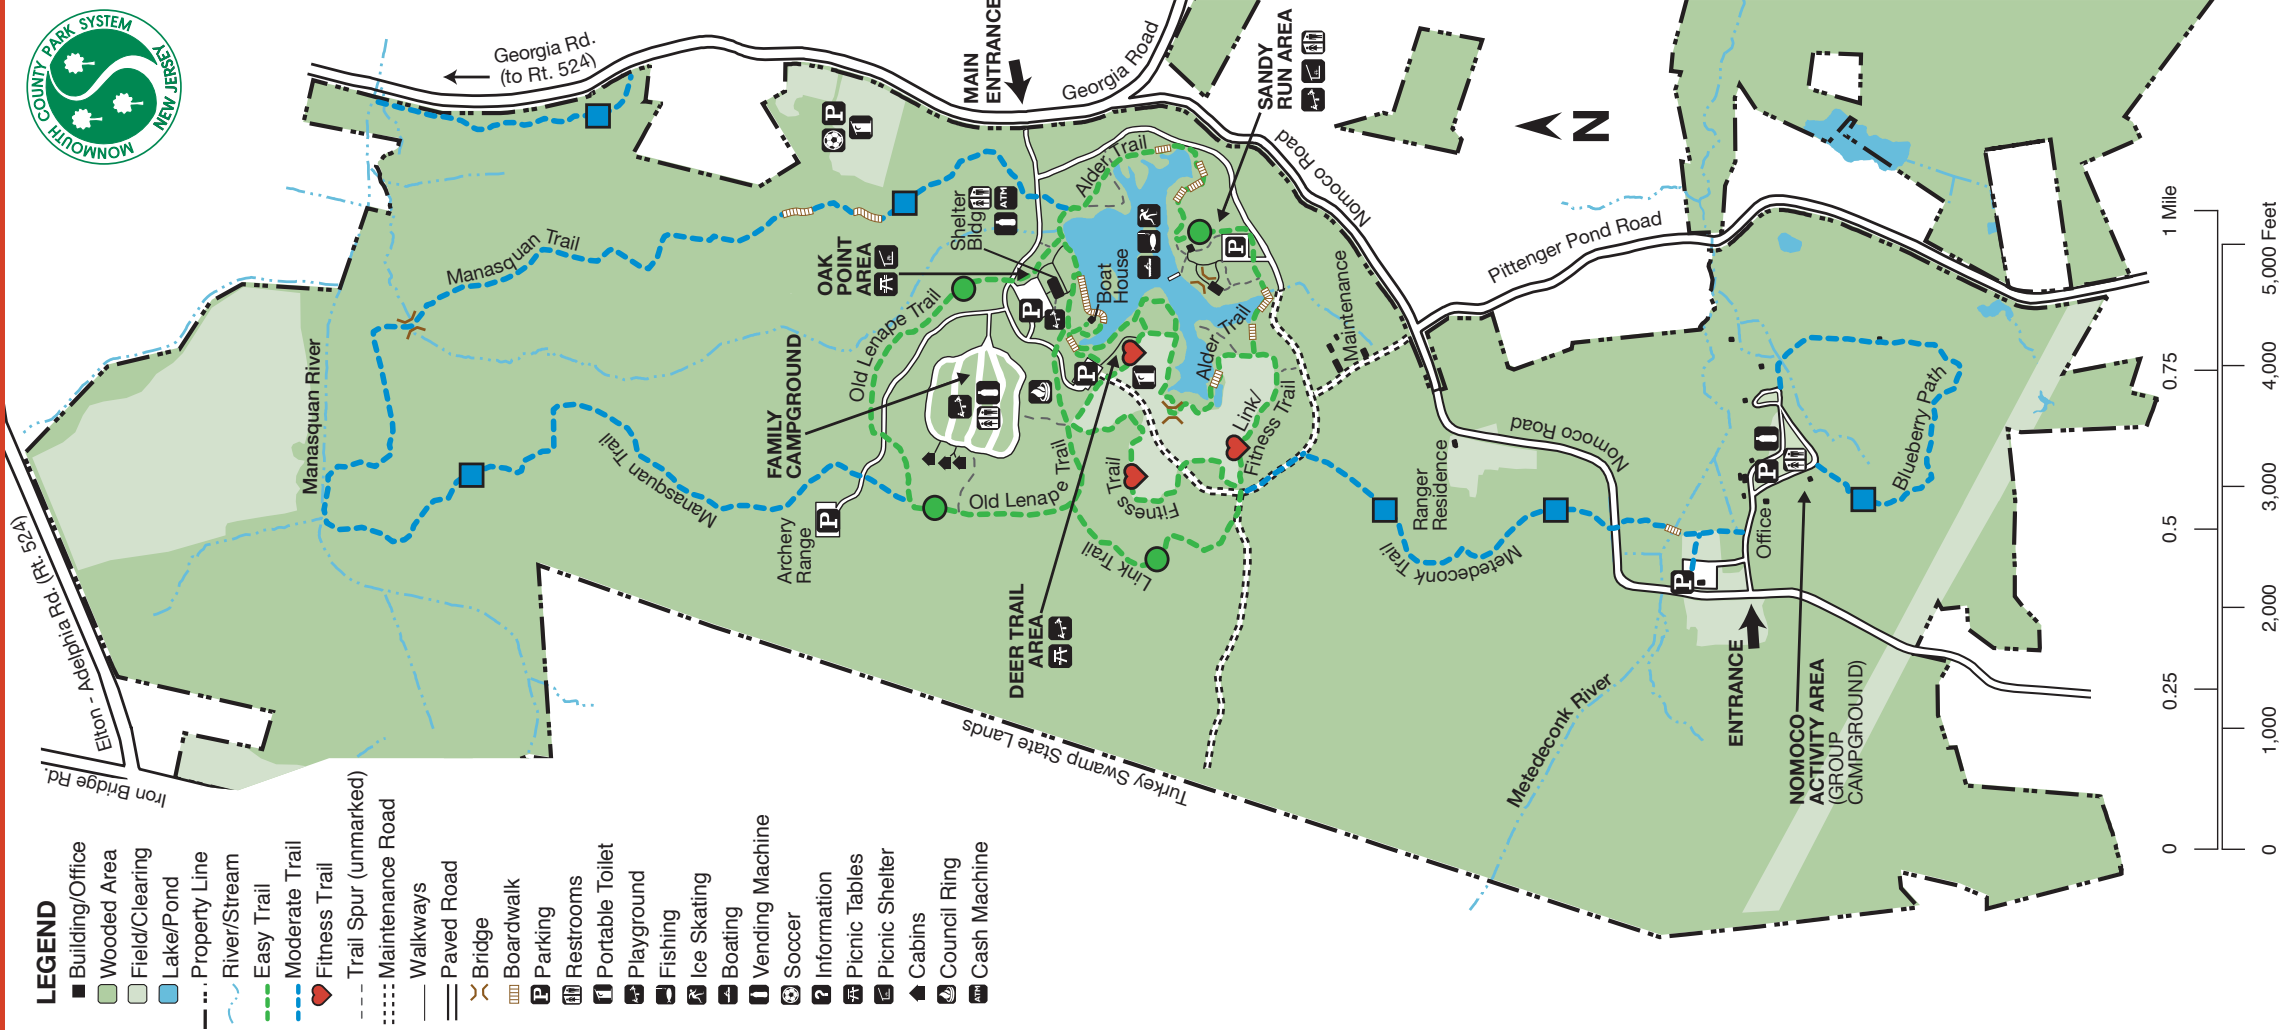 MONMOUTH COUNTY PARK SYSTEM
NEW JERSEY
LEGEND
Building/Office
Wooded Area
Field/Clearing
Lake/Pond
Property Line
River/Stream
Easy Trail
Moderate Trail
Fitness Trail
Trail Spur (unmarked)
Maintenance Road
Walkways
Paved Road
Bridge
Boardwalk
P Parking
Restrooms
Portable Toilet
Playground
Fishing
Ice Skating
Boating
Vending Machine
Soccer
? Information
Picnic Tables
Picnic Shelter
Cabins
Council Ring
ATM Cash Machine
Iron Bridge Rd.
Elton - Adelphia Rd. (Rt. 524)
Manasquan River
Georgia Rd.
(to Rt. 524)
Manasquan Trail
Manasquan Trail
P
MAIN
ENTRANCE
Georgia Road
Shelter
Bldg
ATM
OAK
POINT
AREA
Old Lenape Trail
FAMILY
CAMPGROUND
P
P
Archery
Range
P
Old Lenape Trail
Alder Trail
Boat
House
Alder Trail
SANDY
RUN AREA
P
Nomoco Road
Maintenance
Link/
Fitness Trail
Fitness
Trail
Link Trail
DEER TRAIL
AREA
Turkey Swamp State Lands
N
Pittenger Pond Road
Nomoco Road
Ranger
Residence
Metedeconk Trail
Metedeconk River
P
Office
P
ENTRANCE
NOMOCO
ACTIVITY AREA
(GROUP
CAMPGROUND)
Blueberry Path
0
0.25
0.5
0.75
1 Mile
0
1,000
2,000
3,000
4,000
5,000 Feet